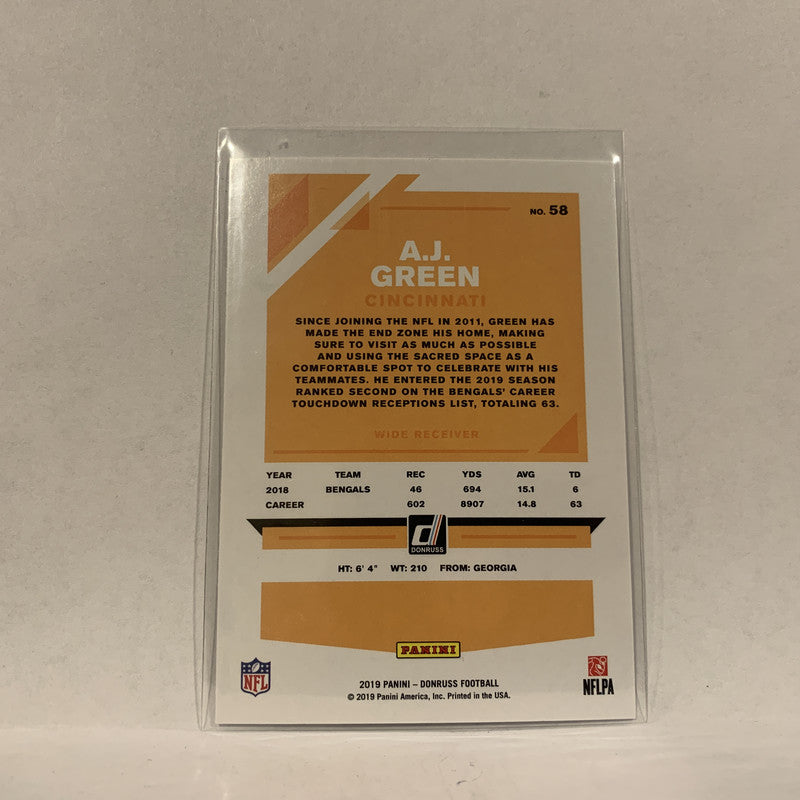 NO. 58
A.J.
GREEN
CINCINNATI
SINCE JOINING THE NFL IN 2011, GREEN HAS
MADE THE END ZONE HIS HOME, MAKING
SURE TO VISIT AS MUCH AS POSSIBLE
AND USING THE SACRED SPACE AS A
COMFORTABLE SPOT TO CELEBRATE WITH HIS
TEAMMATES. HE ENTERED THE 2019 SEASON
RANKED SECOND ON THE BENGALS' CAREER
TOUCHDOWN RECEPTIONS LIST, TOTALING 63.
WIDE RECEIVER
YEAR TEAM REC YDS AVG TD
2018 BENGALS 46 694 15.1 6
CAREER 602 8907 14.8 63
d
DONRUSS
HT: 6' 4" WT: 210 FROM: GEORGIA
PANINI
NFL
2019 PANINI – DONRUSS FOOTBALL
© 2019 Panini America, Inc. Printed in the USA.
NFLPA